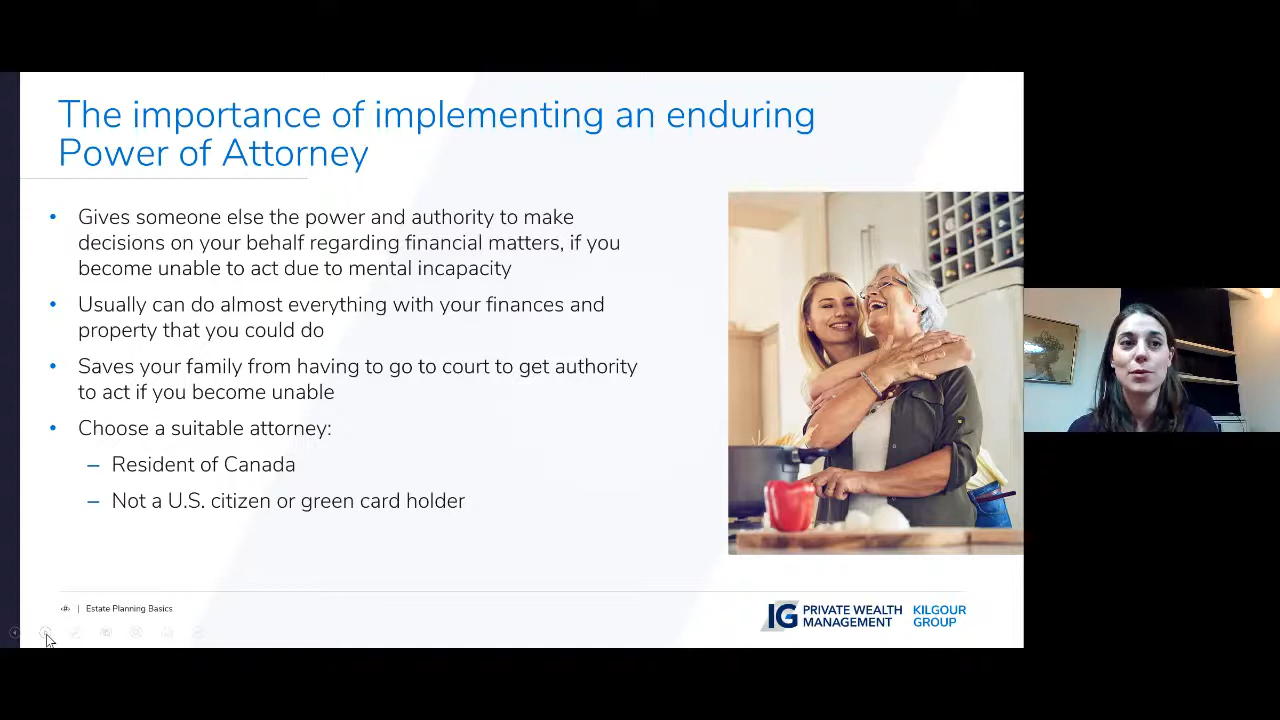 The importance of implementing an enduring
Power of Attorney
• Gives someone else the power and authority to make
decisions on your behalf regarding financial matters, if you
become unable to act due to mental incapacity
• Usually can do almost everything with your finances and
property that you could do
• Saves your family from having to go to court to get authority
to act if you become unable
• Choose a suitable attorney:
– Resident of Canada
– Not a U.S. citizen or green card holder
| Estate Planning Basics
IG PRIVATE WEALTH MANAGEMENT
KILGOUR GROUP